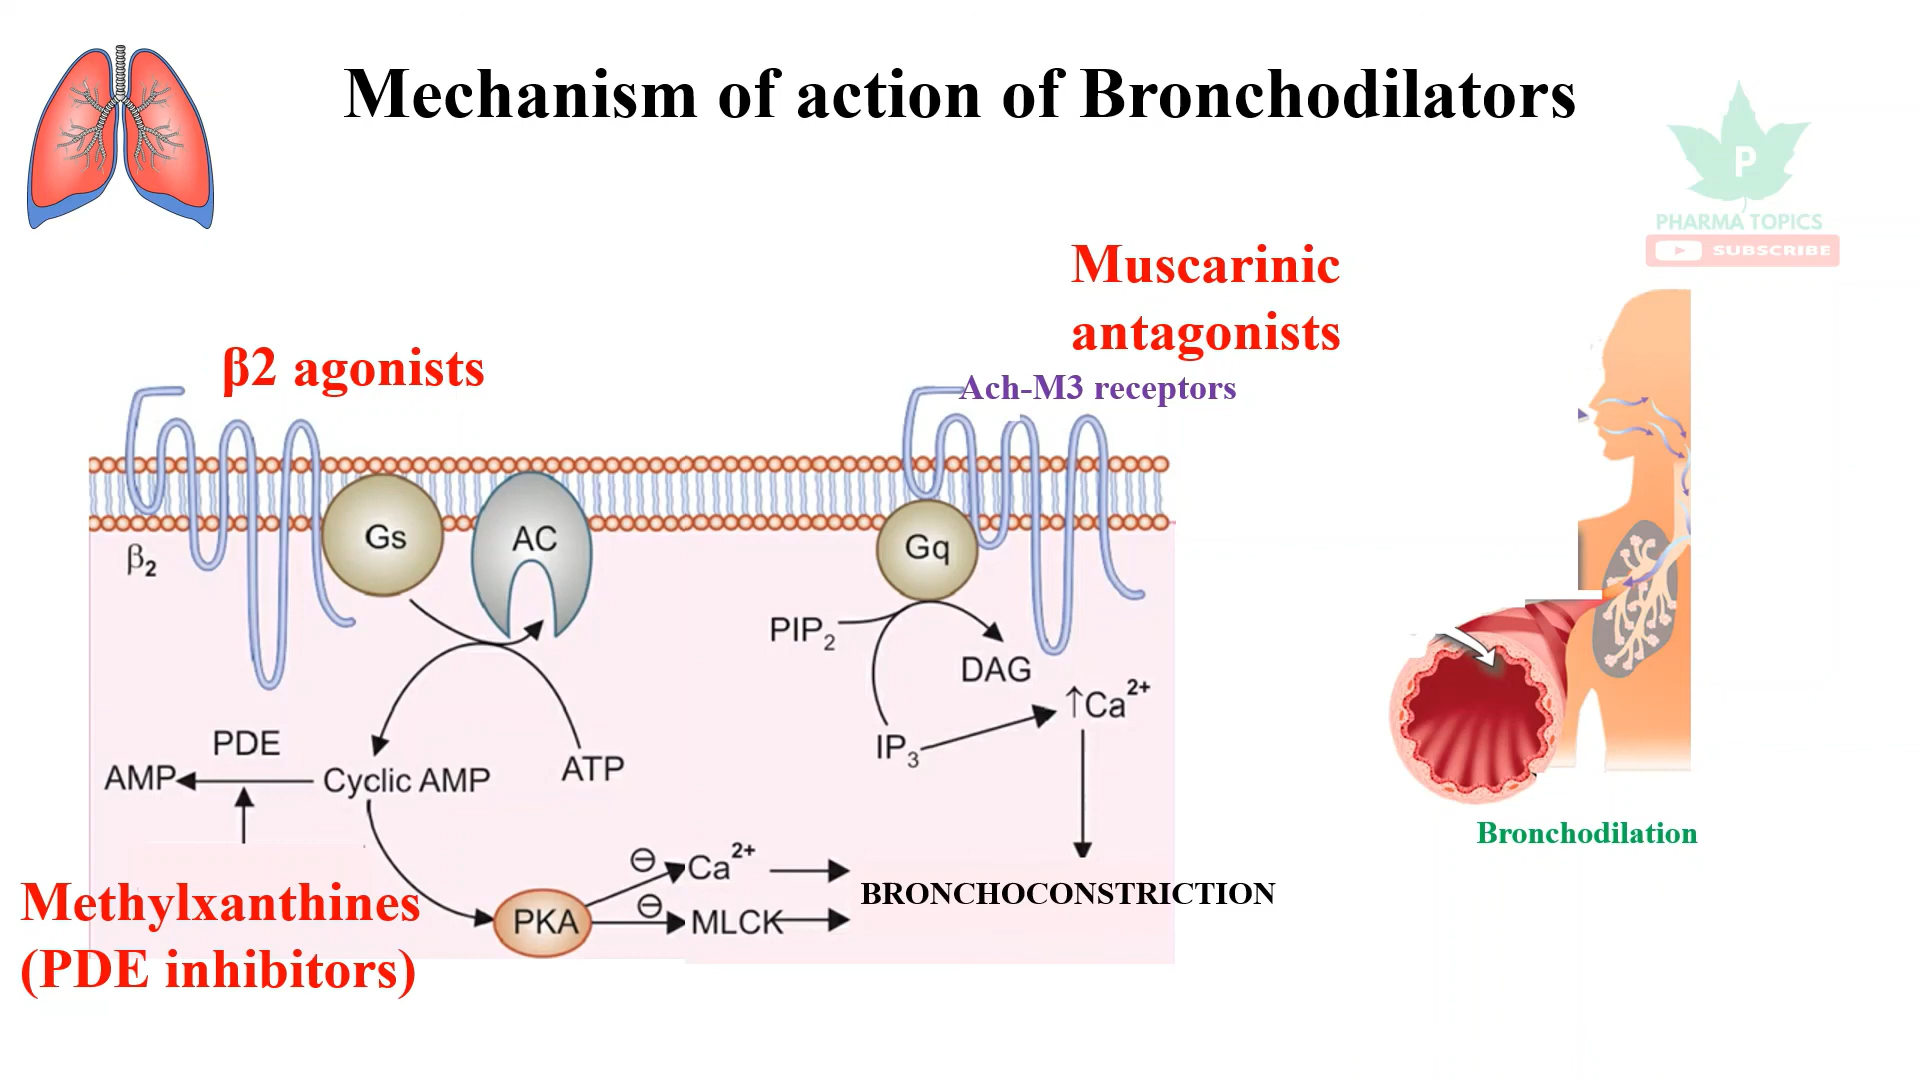 Mechanism of action of Bronchodilators
P
PHARMA TOPICS
SUBSCRIBE
Muscarinic
antagonists
β2 agonists
Ach-M3 receptors
Gs
AC
Gq
β₂
PIP₂
DAG
↑Ca²⁺
IP₃
PDE
AMP
Cyclic AMP
ATP
⊖
Ca²⁺
BRONCHOCONSTRICTION
Bronchodilation
PKA
⊖
MLCK
Methylxanthines
(PDE inhibitors)